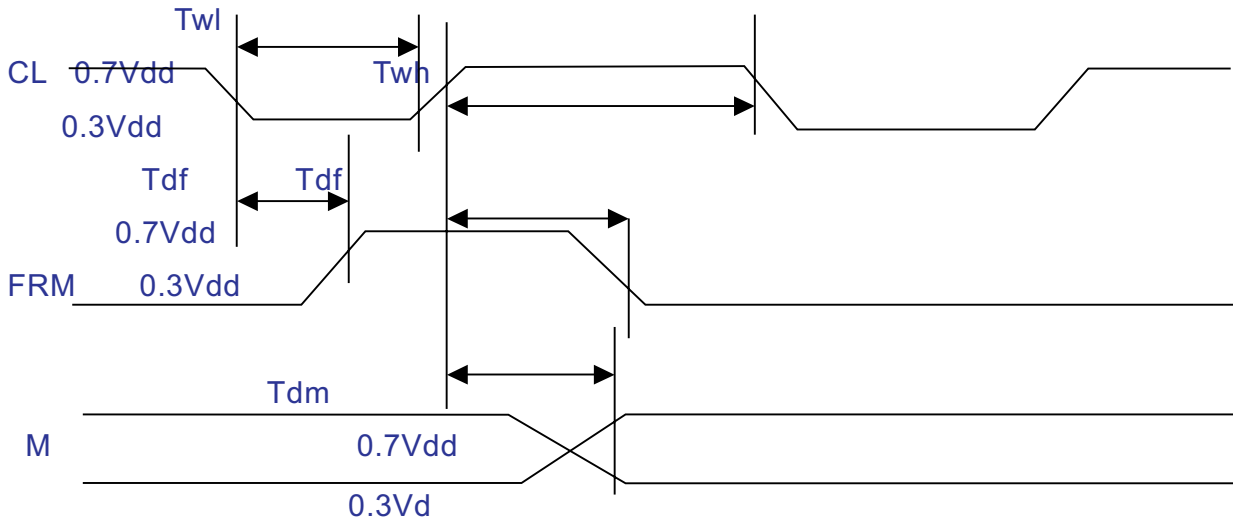 Twl
CL 0.7Vdd Twh
0.3Vdd
Tdf Tdf
0.7Vdd
FRM 0.3Vdd
Tdm
M 0.7Vdd
0.3Vd